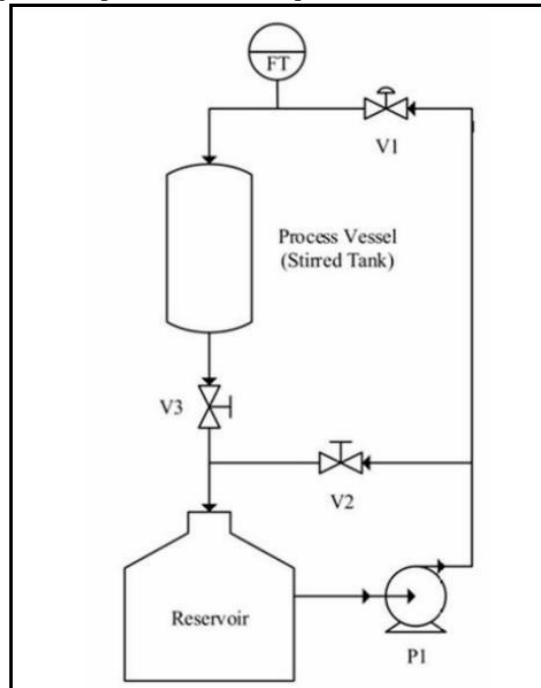 FT
V1
Process Vessel
(Stirred Tank)
V3
V2
Reservoir
P1